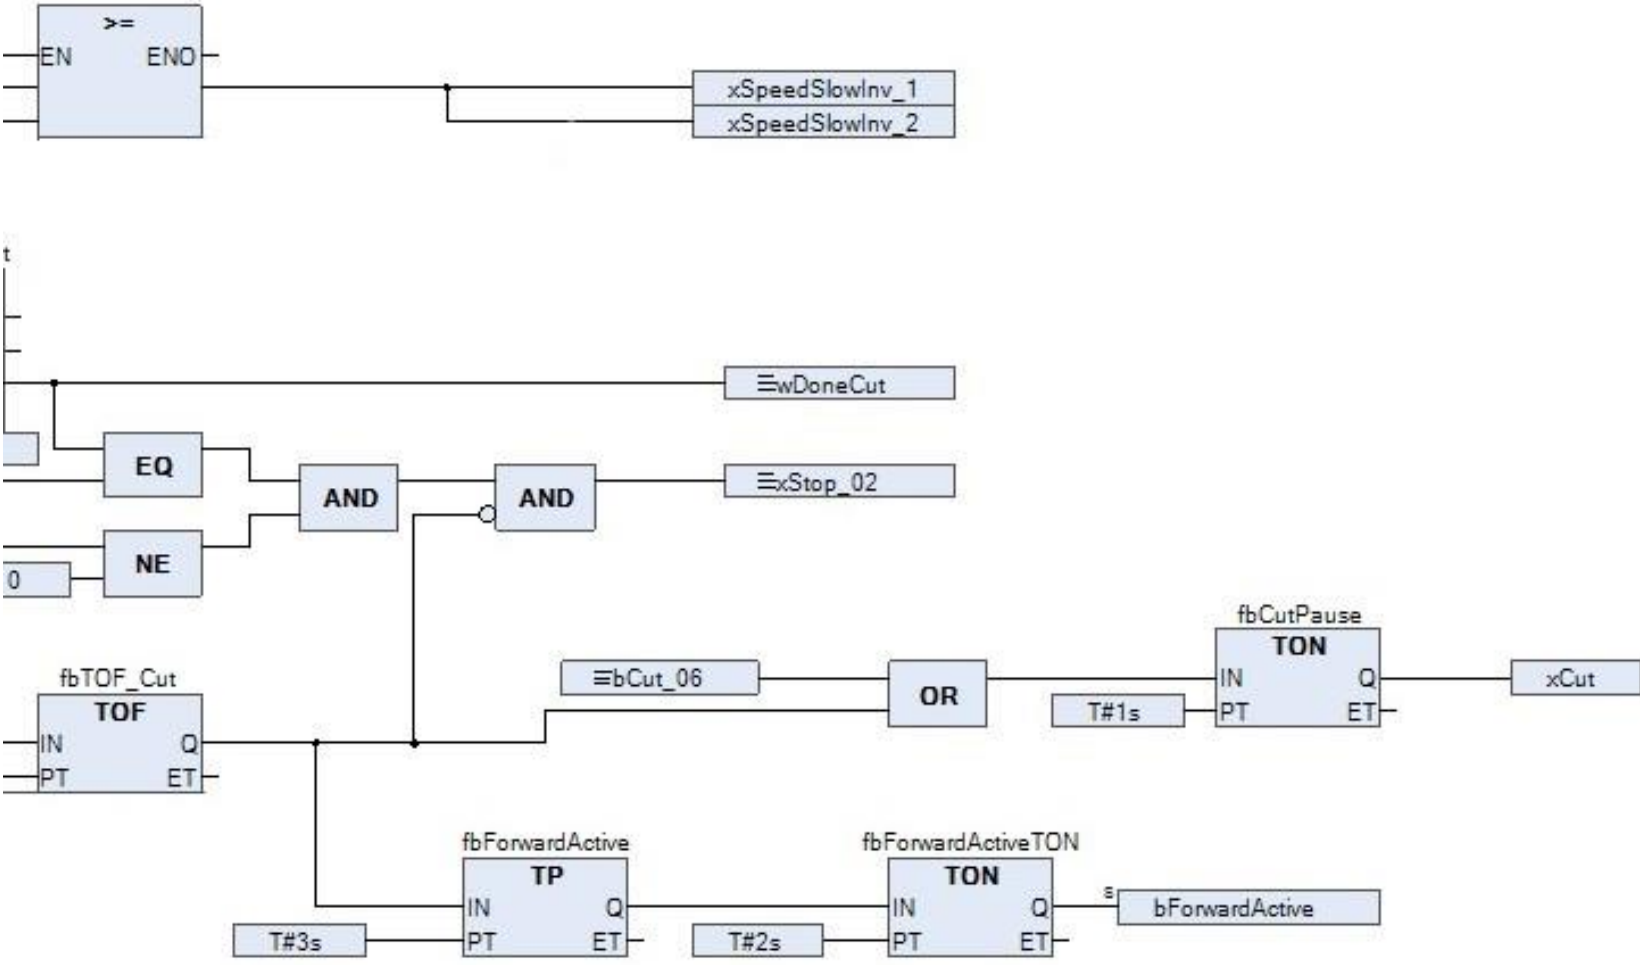 >=
EN ENO
xSpeedSlowInv_1
xSpeedSlowInv_2
t
≡wDoneCut
EQ
AND
AND
≡xStop_02
NE
0
fbCutPause
TON
fbTOF_Cut
≡bCut_06
OR
IN Q
xCut
TOF
T#1s
PT ET
IN Q
PT ET
fbForwardActive
fbForwardActiveTON
TP
TON
IN Q
IN Q
s
bForwardActive
T#3s
PT ET
T#2s
PT ET